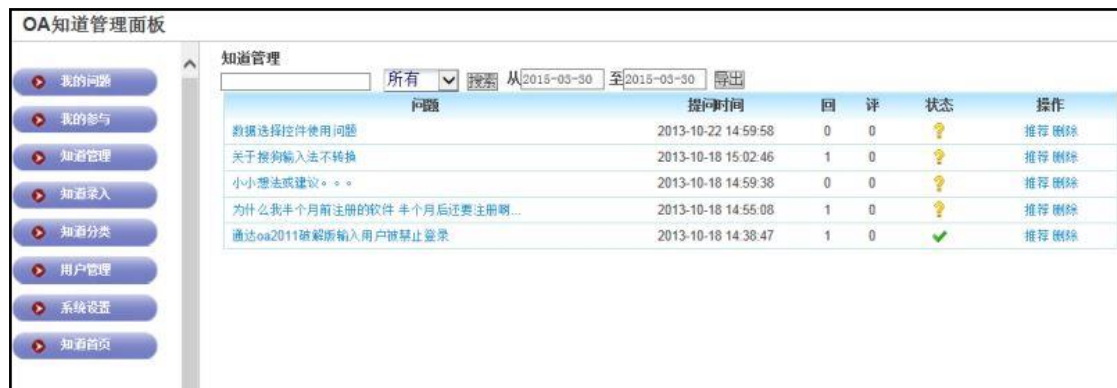 OA知道管理面板
我的问题
我的参与
知道管理
知道录入
知道分类
用户管理
系统设置
知道首页
知道管理
所有 搜索 从2015-03-30 至2015-03-30 导出
问题 提问时间 回 评 状态 操作
数据选择控件使用问题 2013-10-22 14:59:58 0 0 推荐 删除
关于搜狗输入法不转换 2013-10-18 15:02:46 1 0 推荐 删除
小小想法或建议。。。 2013-10-18 14:59:38 0 0 推荐 删除
为什么我半个月前注册的软件 半个月后还要注册啊... 2013-10-18 14:55:08 1 0 推荐 删除
通达oa2011破解版输入用户被禁止登录 2013-10-18 14:38:47 1 0 推荐 删除